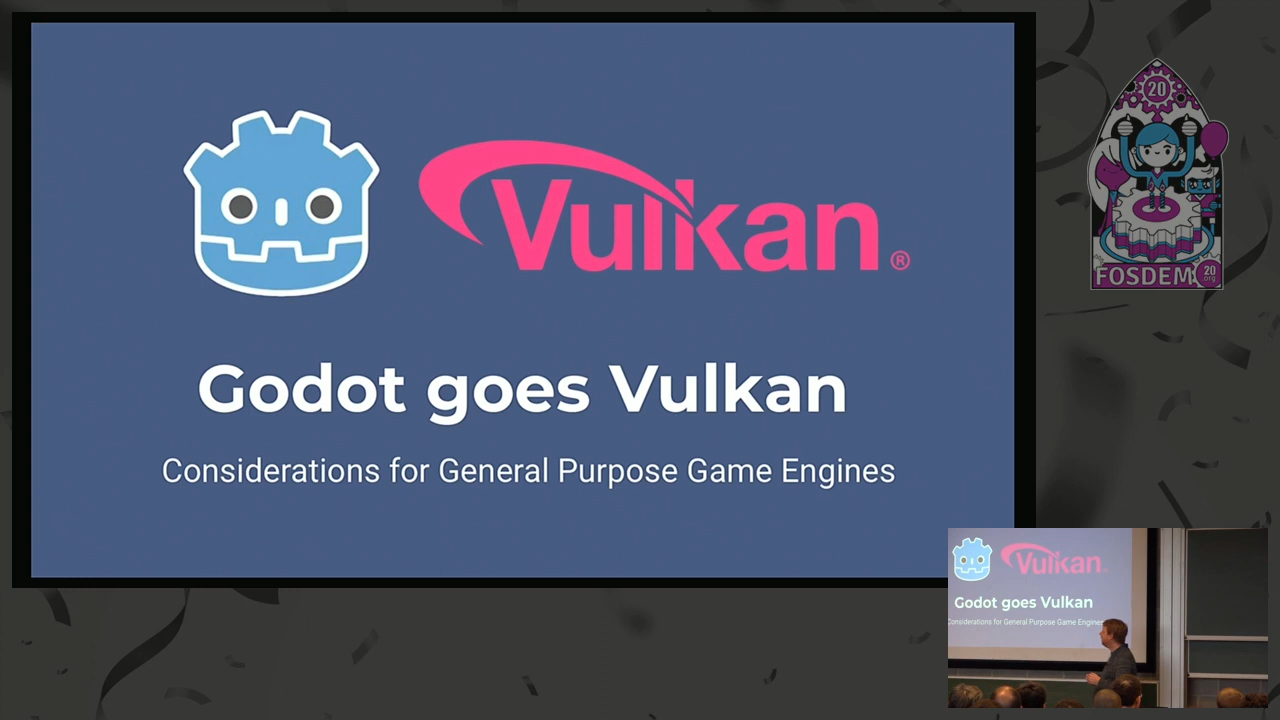 Vulkan®
Godot goes Vulkan
Considerations for General Purpose Game Engines
20
FOSDEM
20
.org
Vulkan
Godot goes Vulkan
Considerations for General Purpose Game Engines